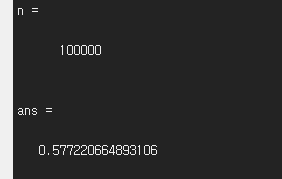 n =
100000
ans =
0.577220664893106